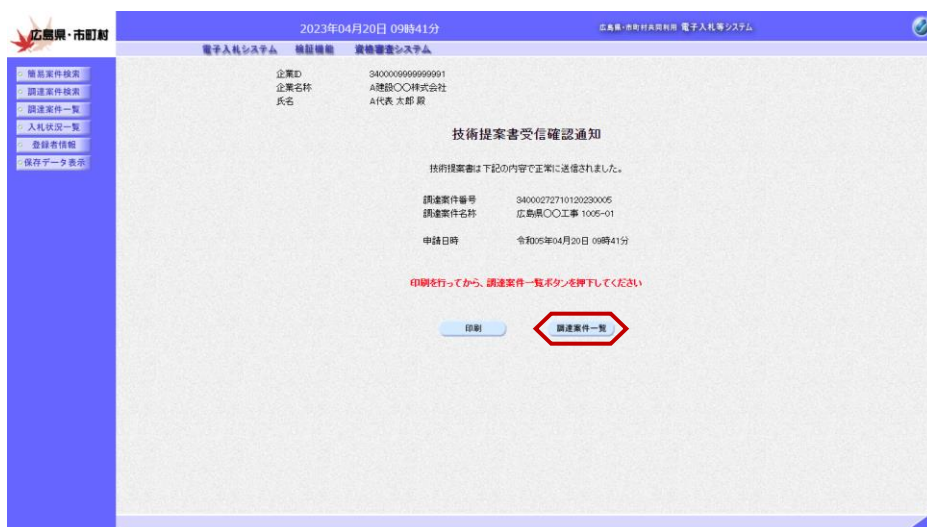 広島県・市町村
2023年04月20日 09時41分
広島県・市町村共同利用 電子入札等システム
電子入札システム 検証機能 資格審査システム
簡易案件検索
調達案件検索
調達案件一覧
入札状況一覧
登録者情報
保存データ表示
企業ID 3400009999999991
企業名称 A建設〇〇株式会社
氏名 A代表 太郎 殿
技術提案書受信確認通知
技術提案書は下記の内容で正常に送信されました。
調達案件番号 34000272710120230005
調達案件名称 広島県〇〇工事 1005-01
申請日時 令和05年04月20日 09時41分
印刷を行ってから、調達案件一覧ボタンを押下してください
印刷 調達案件一覧